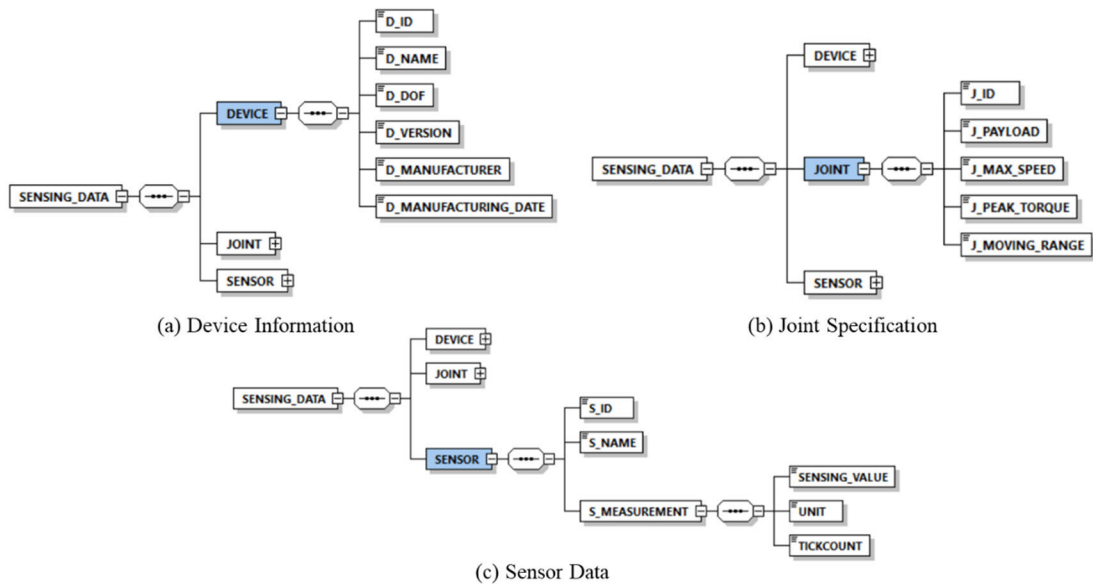 D_ID
D_NAME
D_DOF
DEVICE
D_VERSION
D_MANUFACTURER
SENSING_DATA
D_MANUFACTURING_DATE
JOINT
SENSOR
(a) Device Information
DEVICE
J_ID
J_PAYLOAD
SENSING_DATA
JOINT
J_MAX_SPEED
J_PEAK_TORQUE
J_MOVING_RANGE
SENSOR
(b) Joint Specification
DEVICE
JOINT
SENSING_DATA
S_ID
S_NAME
SENSOR
SENSING_VALUE
S_MEASUREMENT
UNIT
TICKCOUNT
(c) Sensor Data